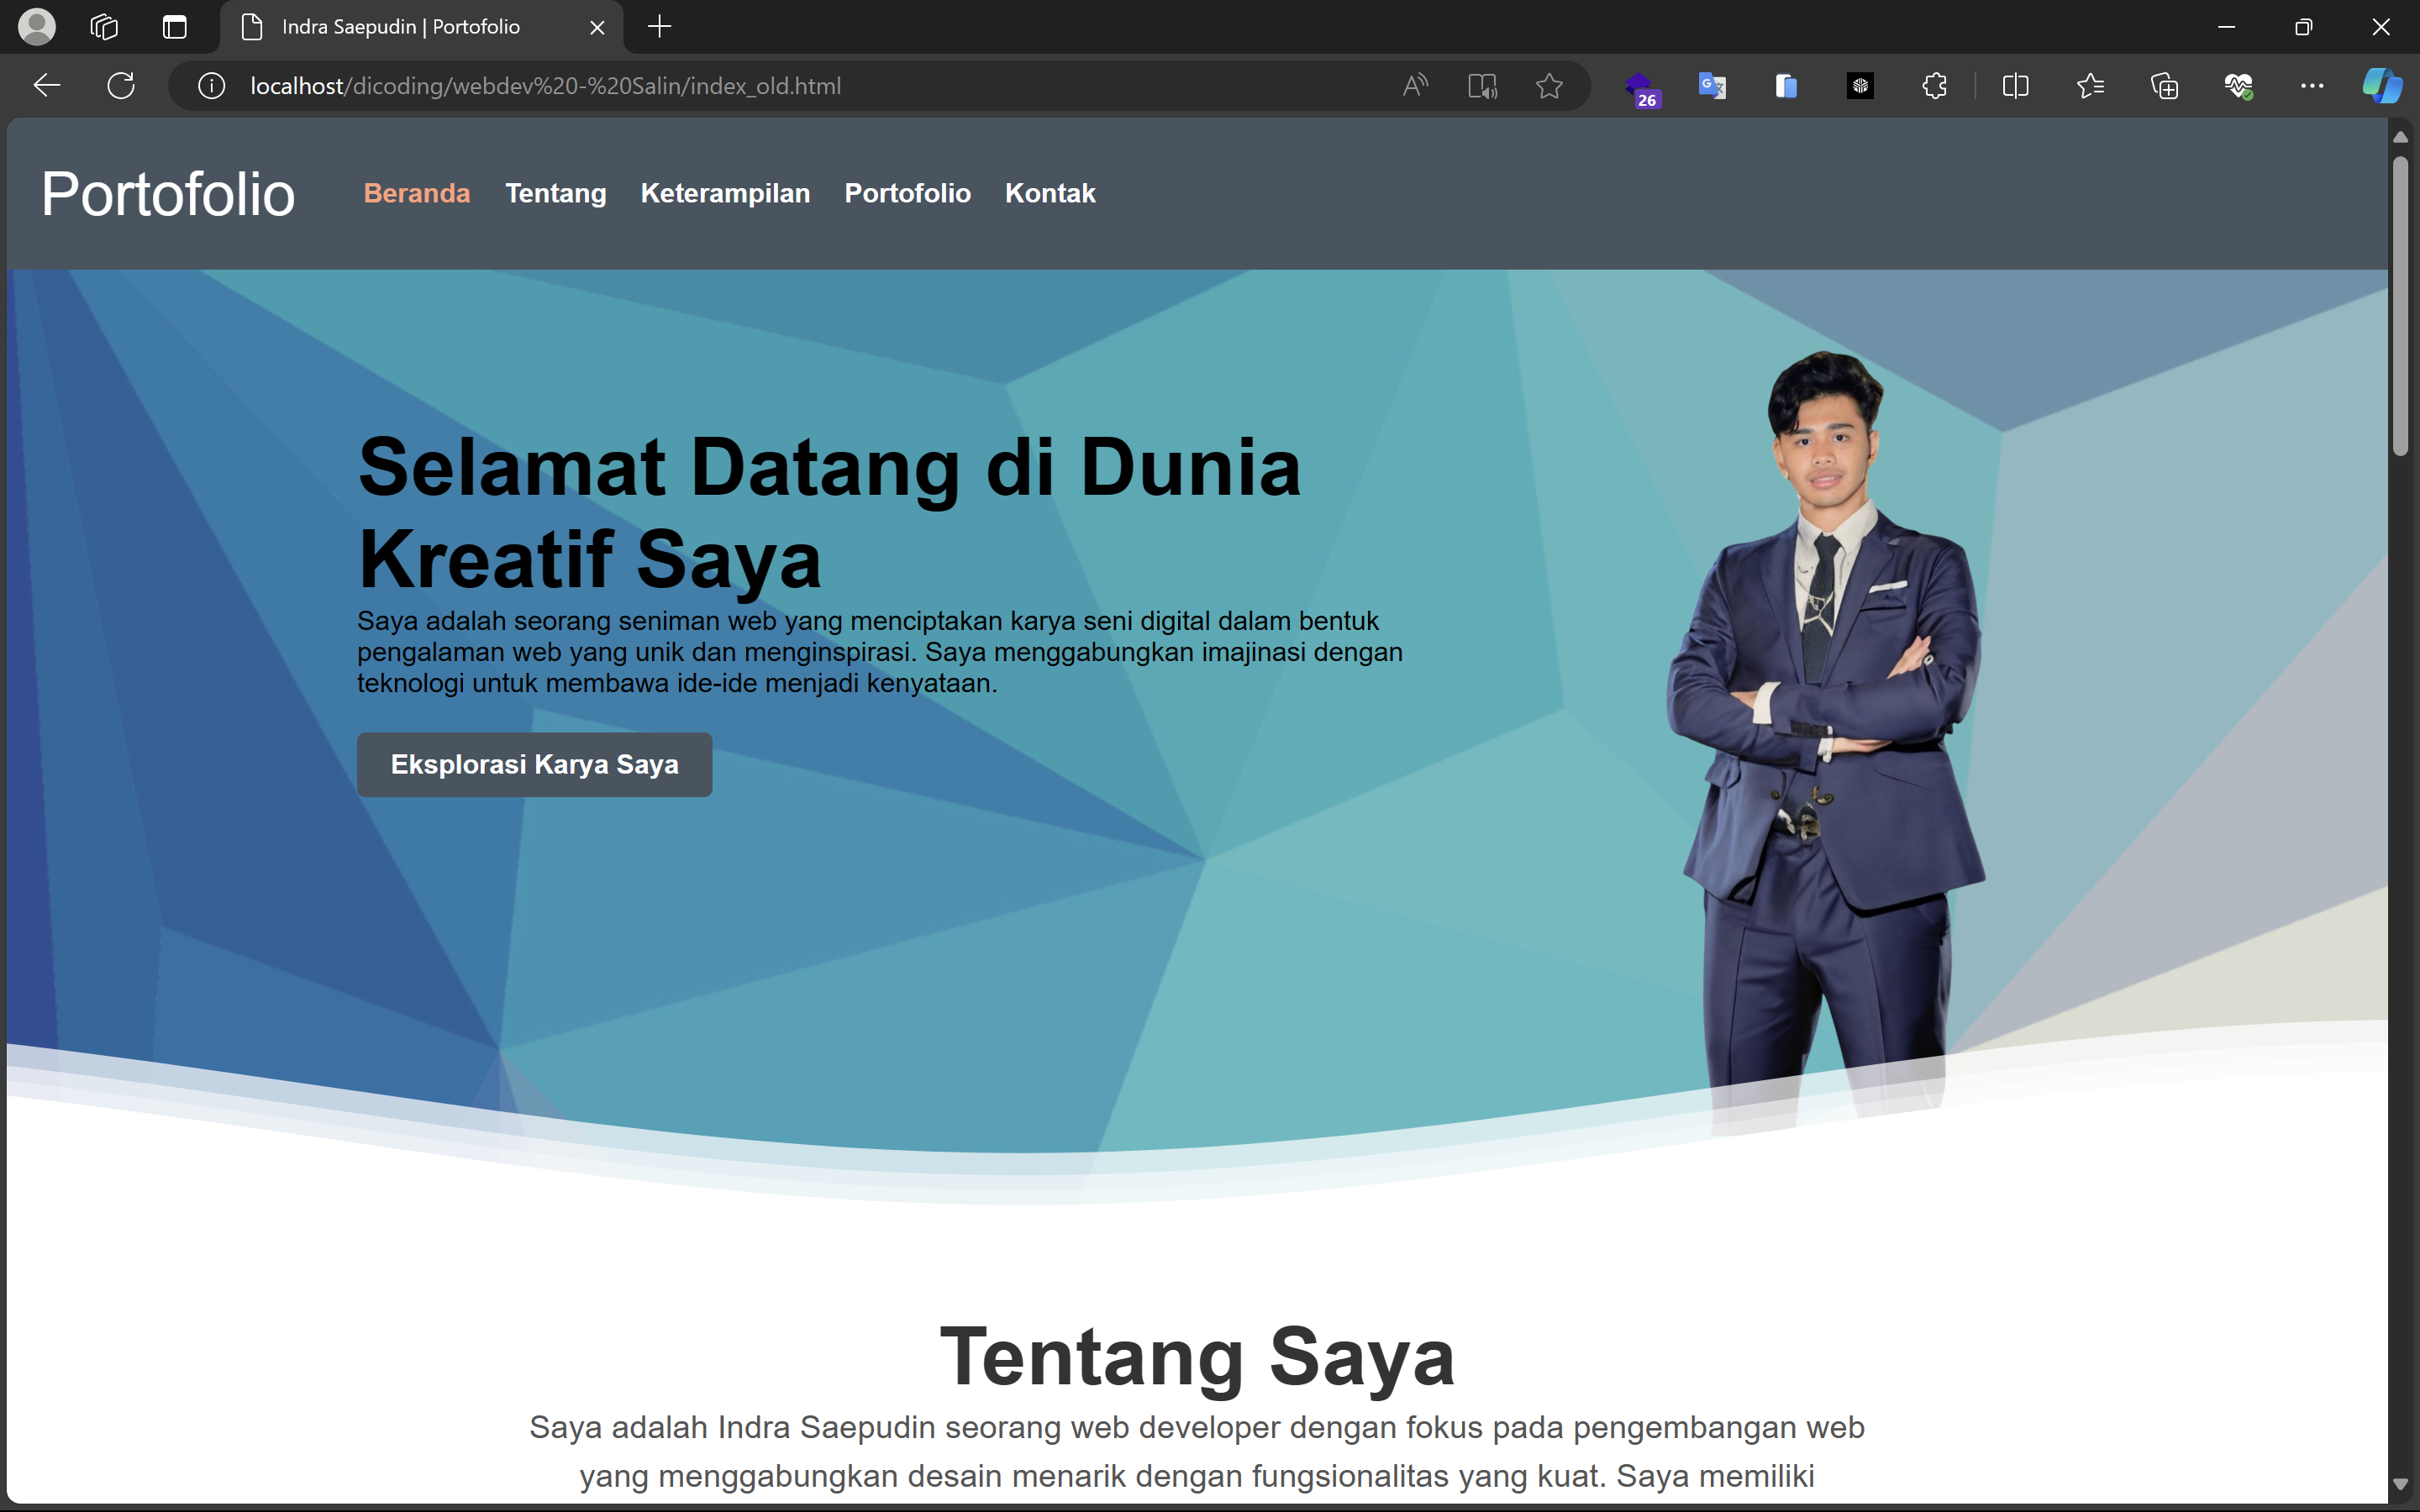 Indra Saepudin | Portofolio
localhost/dicoding/webdev%20-%20Salin/index_old.html
26
Portofolio Beranda Tentang Keterampilan Portofolio Kontak
Selamat Datang di Dunia
Kreatif Saya
Saya adalah seorang seniman web yang menciptakan karya seni digital dalam bentuk
pengalaman web yang unik dan menginspirasi. Saya menggabungkan imajinasi dengan
teknologi untuk membawa ide-ide menjadi kenyataan.
Eksplorasi Karya Saya
Tentang Saya
Saya adalah Indra Saepudin seorang web developer dengan fokus pada pengembangan web
yang menggabungkan desain menarik dengan fungsionalitas yang kuat. Saya memiliki